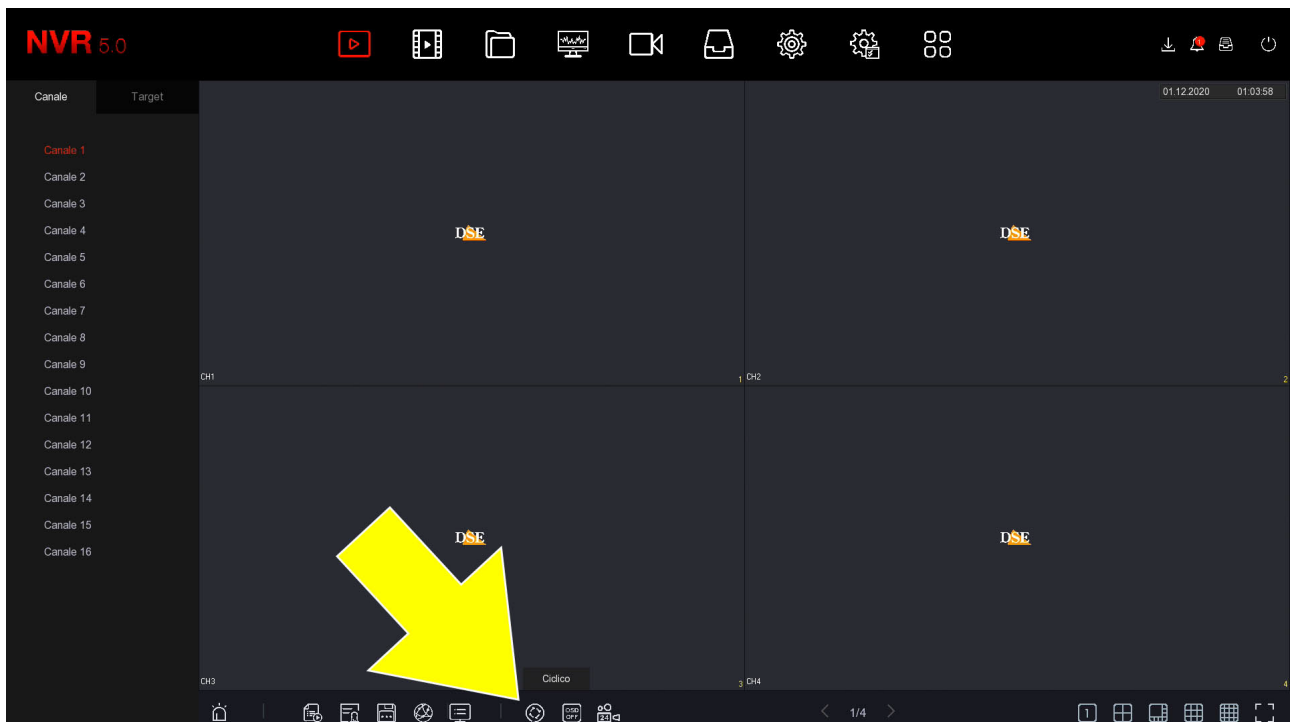 NVR 5.0
Canale Target
01.12.2020 01:03:58
Canale 1
Canale 2
Canale 3
Canale 4
Canale 5
Canale 6
Canale 7
Canale 8
Canale 9
Canale 10
Canale 11
Canale 12
Canale 13
Canale 14
Canale 15
Canale 16
DSE
DSE
CH1 1
CH2 2
DSE
DSE
Ciclico
CH3 3
CH4 4
OSD
OFF
24
1/4
1